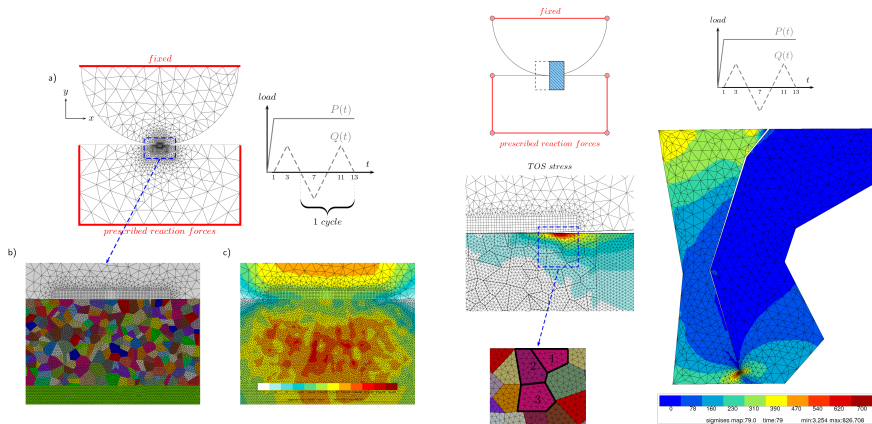 fixed
a)
y
x
load
P(t)
Q(t)
t
1 3 7 11 13
1 cycle
prescribed reaction forces
b)
c)
fixed
prescribed reaction forces
P(t)
Q(t)
t
1 3 7 11 13
TOS stress
2 1
3
0 78 160 230 310 390 470 540 620 700
sigmises map:79.0 time:79 min:3.254 max:826.708